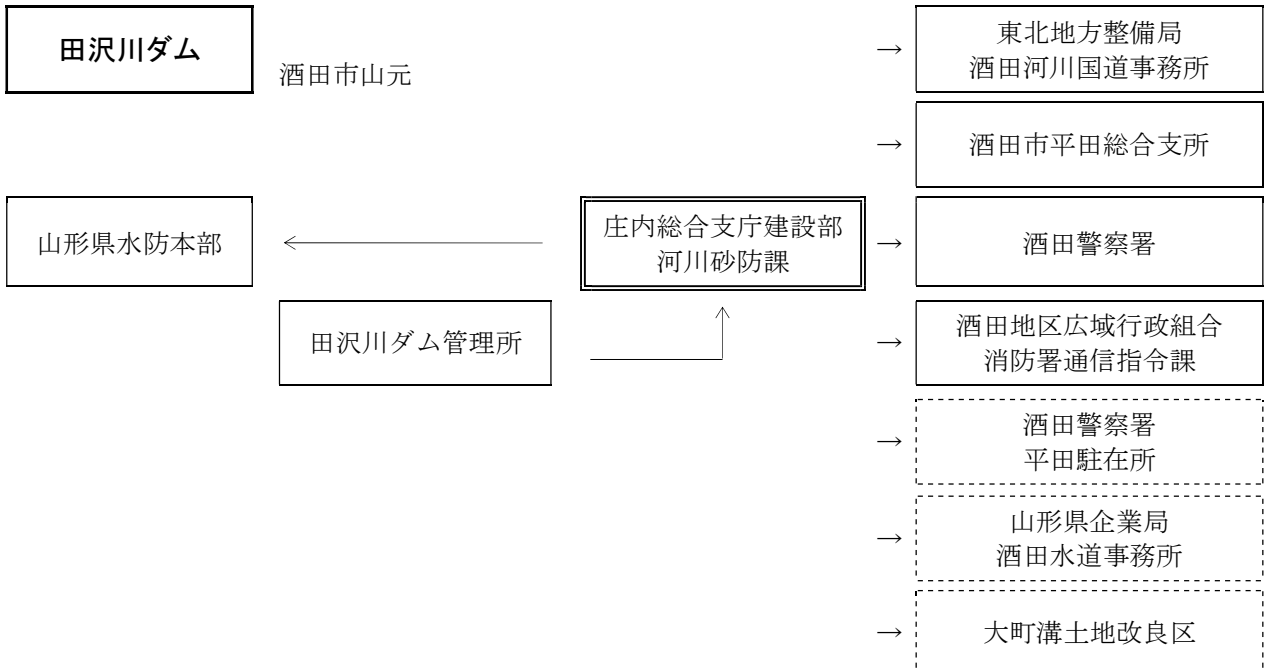 田沢川ダム
酒田市山元
→
東北地方整備局
酒田河川国道事務所
→
酒田市平田総合支所
山形県水防本部
庄内総合支庁建設部
河川砂防課
→
酒田警察署
田沢川ダム管理所
→
酒田地区広域行政組合
消防署通信指令課
→
酒田警察署
平田駐在所
→
山形県企業局
酒田水道事務所
→
大町溝土地改良区